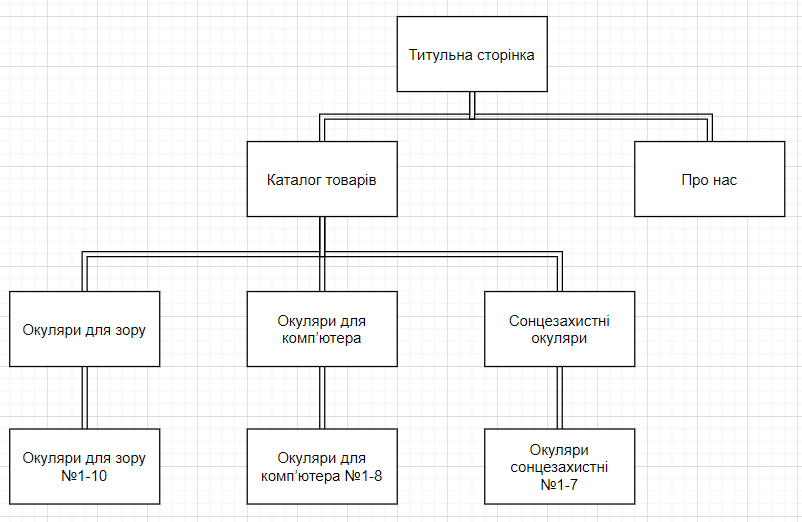 Титульна сторінка
Каталог товарів
Про нас
Окуляри для зору
Окуляри для
комп'ютера
Сонцезахистні
окуляри
Окуляри для зору
№1-10
Окуляри для
комп'ютера №1-8
Окуляри
сонцезахистні
№1-7